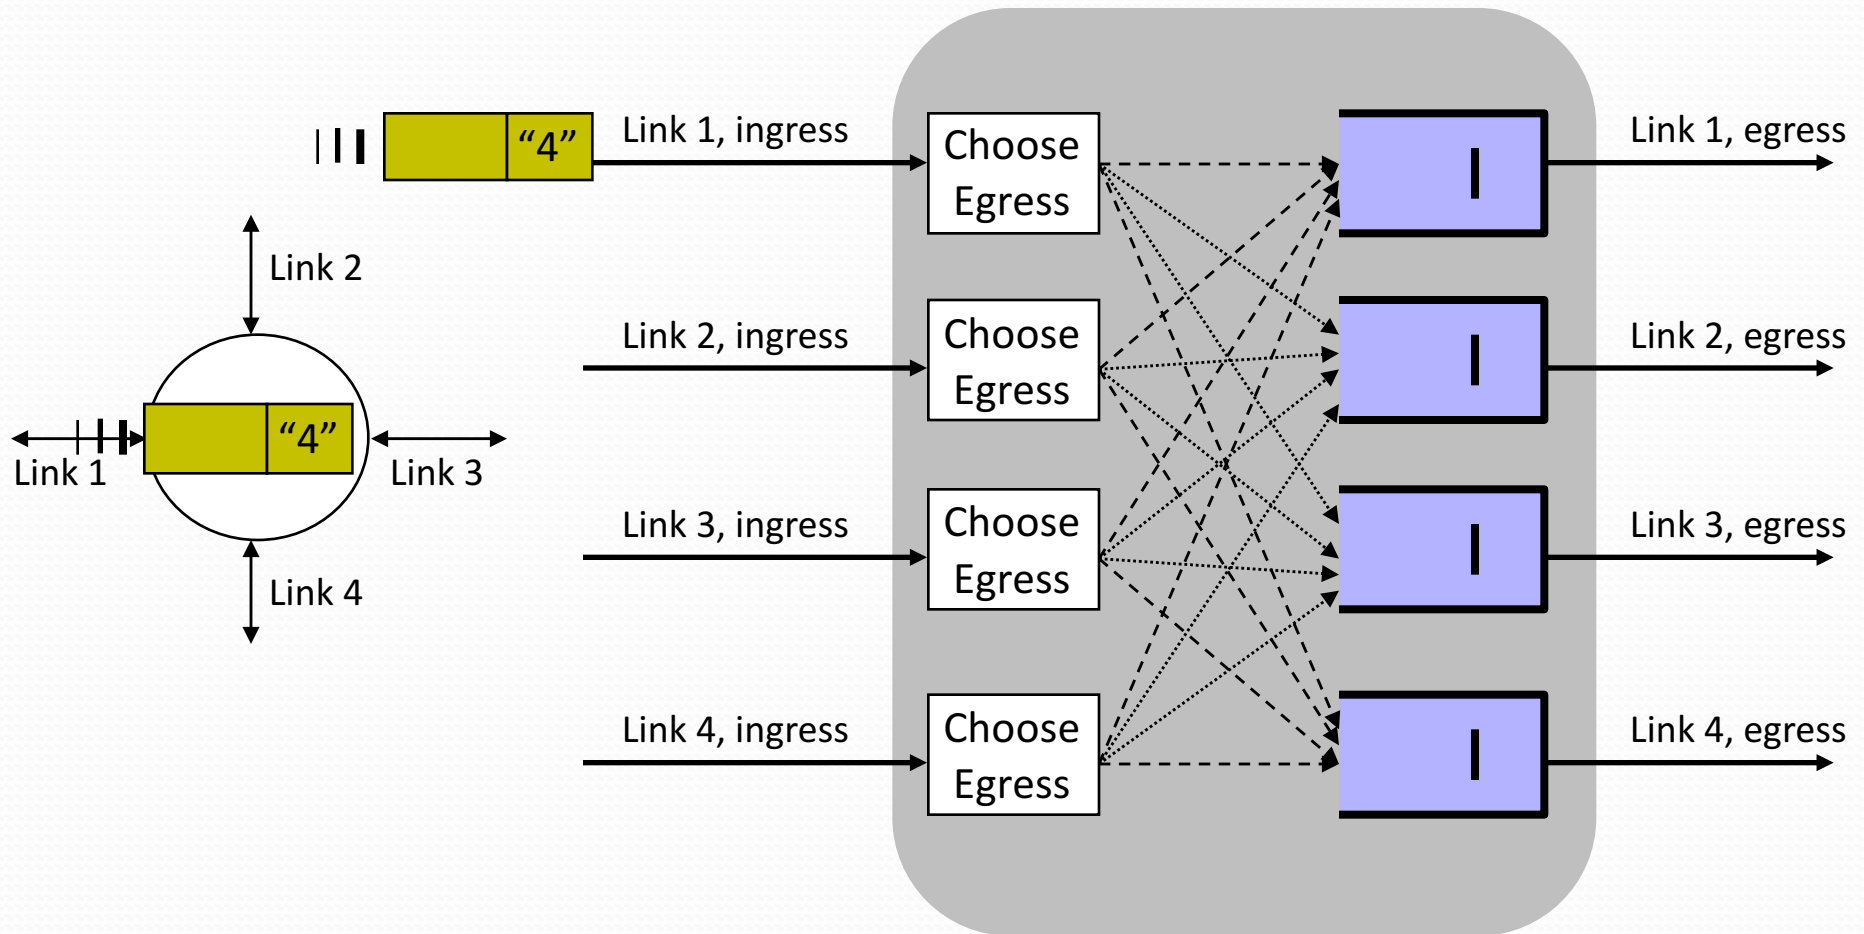 “4”
Link 1, ingress
Choose
Egress
Link 1, egress
Link 2
Link 2, ingress
Choose
Egress
Link 2, egress
“4”
Link 1
Link 3
Link 3, ingress
Choose
Egress
Link 3, egress
Link 4
Link 4, ingress
Choose
Egress
Link 4, egress